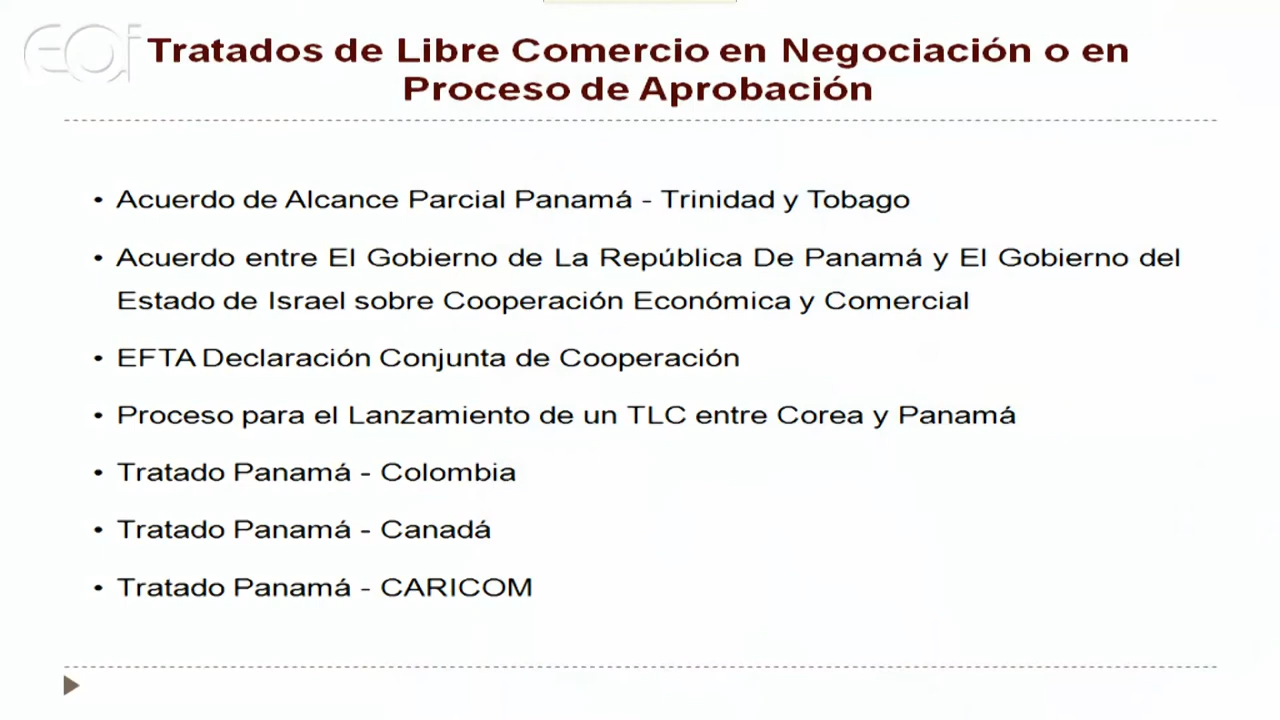 EOI
Tratados de Libre Comercio en Negociación o en
Proceso de Aprobación
• Acuerdo de Alcance Parcial Panamá - Trinidad y Tobago
• Acuerdo entre El Gobierno de La República De Panamá y El Gobierno del
Estado de Israel sobre Cooperación Económica y Comercial
• EFTA Declaración Conjunta de Cooperación
• Proceso para el Lanzamiento de un TLC entre Corea y Panamá
• Tratado Panamá - Colombia
• Tratado Panamá - Canadá
• Tratado Panamá - CARICOM